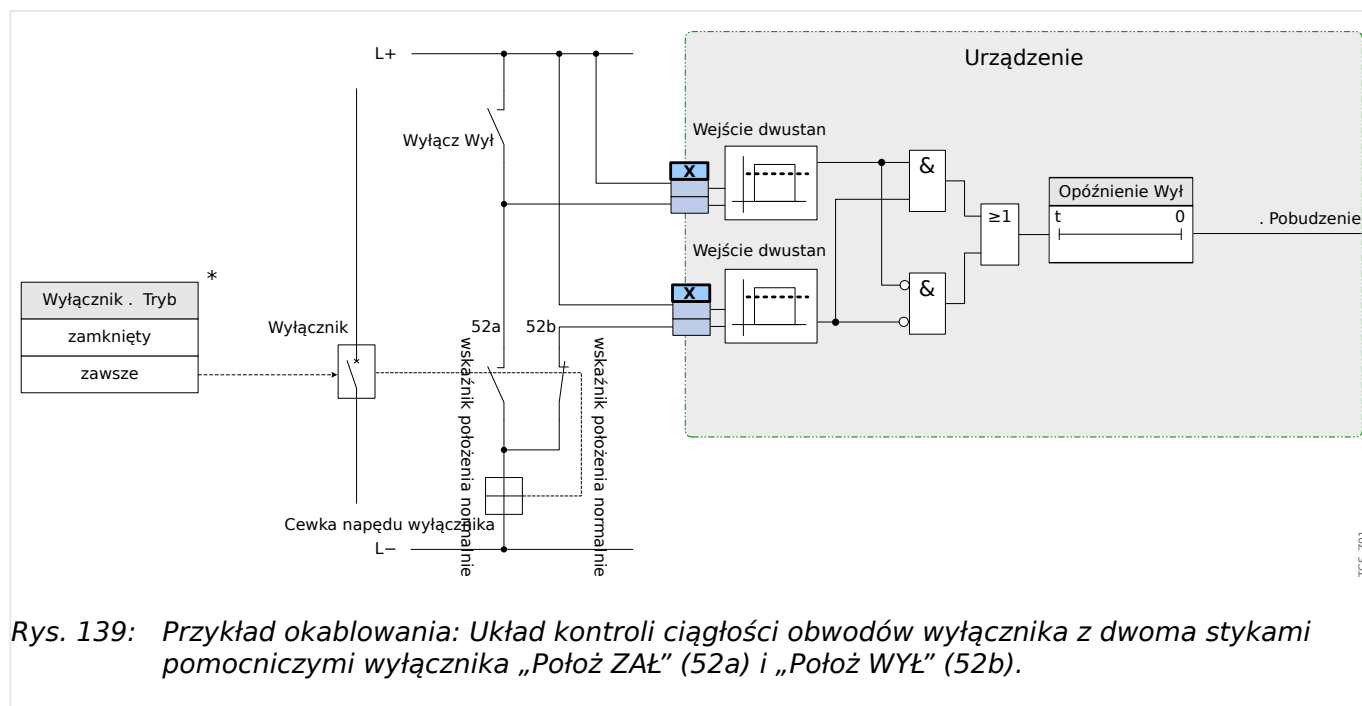 L+
Urządzenie
Wyłącz Wył
Wejście dwustan
X
&
Opóźnienie Wył
t 0
≥1
. Pobudzenie
Wejście dwustan
X
&
*
Wyłącznik . Tryb
zamknięty
zawsze
Wyłącznik
52a
52b
wskaźnik położenia normalnie
wskaźnik położenia normalnie
Cewka napędu wyłącznika
L−
Rys. 139: Przykład okablowania: Układ kontroli ciągłości obwodów wyłącznika z dwoma stykami
pomocniczymi wyłącznika „Położ ZAŁ” (52a) i „Położ WYŁ” (52b).